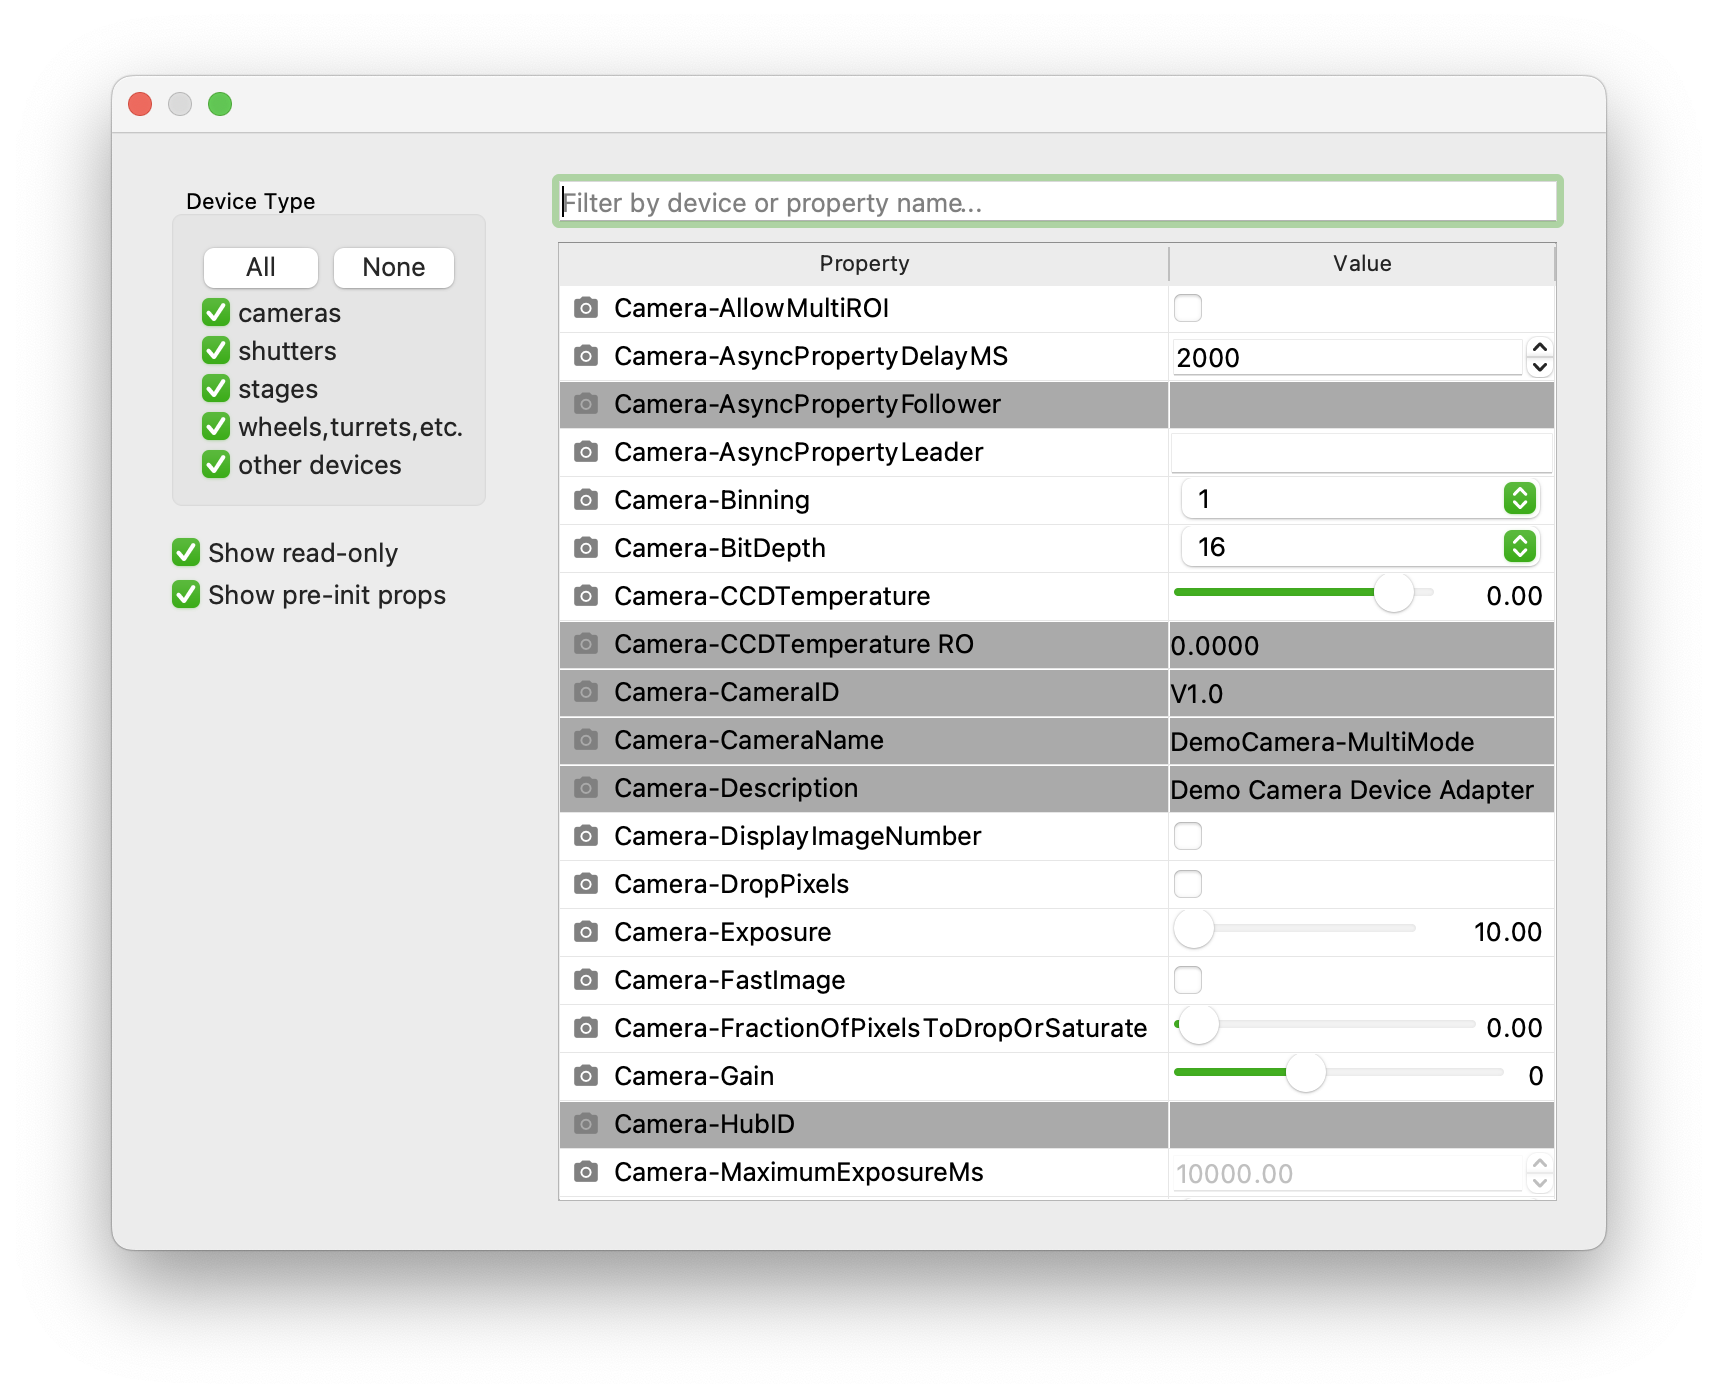 Device Type
All None
cameras
shutters
stages
wheels,turrets,etc.
other devices
Show read-only
Show pre-init props
Filter by device or property name...
Property Value
Camera-AllowMultiROI
Camera-AsyncPropertyDelayMS 2000
Camera-AsyncPropertyFollower
Camera-AsyncPropertyLeader
Camera-Binning 1
Camera-BitDepth 16
Camera-CCDTemperature 0.00
Camera-CCDTemperature RO 0.0000
Camera-CameraID V1.0
Camera-CameraName DemoCamera-MultiMode
Camera-Description Demo Camera Device Adapter
Camera-DisplayImageNumber
Camera-DropPixels
Camera-Exposure 10.00
Camera-FastImage
Camera-FractionOfPixelsToDropOrSaturate 0.00
Camera-Gain 0
Camera-HubID
Camera-MaximumExposureMs 10000.00